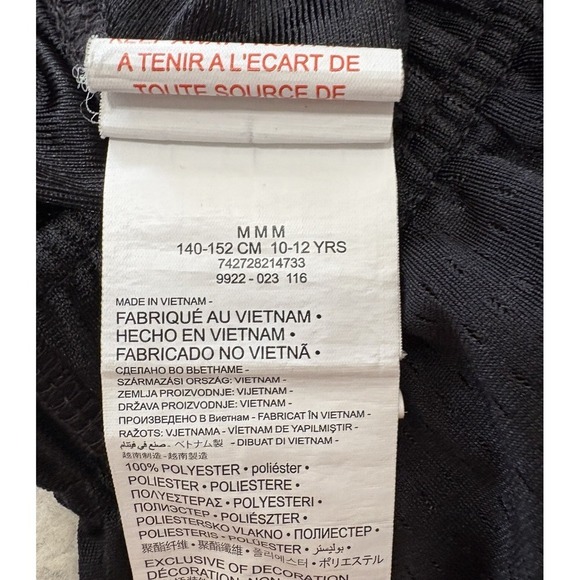 A TENIR A L'ECART DE
TOUTE SOURCE DE
M M M
140-152 CM 10-12 YRS
742728214733
9922 - 023 116
MADE IN VIETNAM -
FABRIQUÉ AU VIETNAM •
HECHO EN VIETNAM •
FABRICADO NO VIETNÃ •
СДЕЛАНО ВО ВЬЕТНАМЕ -
SZÁRMAZÁSI ORSZÁG: VIETNAM -
ZEMLJA PROIZVODNJE: VIJETNAM -
DRŽAVA PROIZVODNJE: VIETNAM -
ПРОИЗВЕДЕНО В Виетнам - FABRICAT ÎN VIETNAM -
RAŽOTS: VJETNAMA - VIETNAM DE YAPILMIŞTIR -
صنع في فيتنام - ベトナム製 - DIBUAT DI VIETNAM -
越南制造 - 越南製造 -
100% POLYESTER • poliéster •
POLIESTER • POLIESTERE •
ΠΟΛΥΕΣΤΕΡΑΣ • POLYESTERI •
ПОЛИЭСТЕР • POLIÉSZTER •
POLIESTERSKO VLAKNO • ПОЛИЕСТЕР •
POLIESTERIS • POLIESTER • بوليستر •
聚酯纤维 • 聚酯纖維 • 폴리에스터 • ポリエステル
EXCLUSIVE OF DECORATION